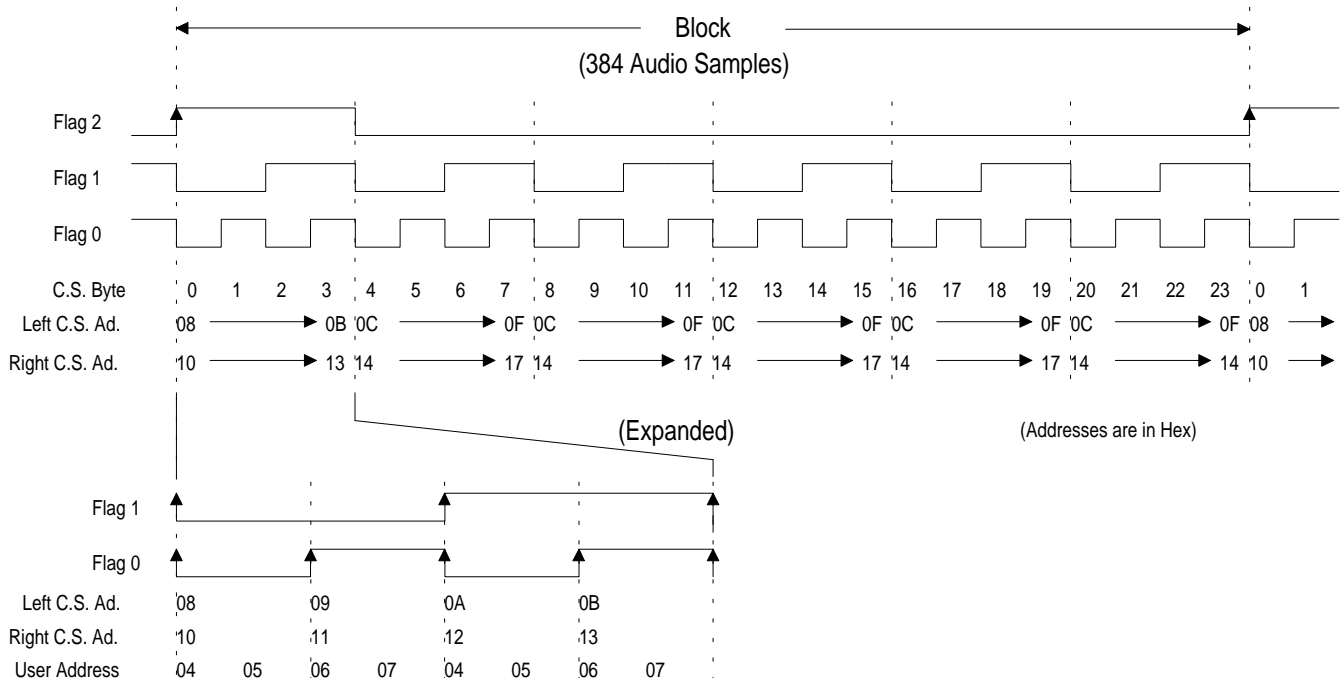 Block
(384 Audio Samples)
Flag 2
Flag 1
Flag 0
C.S. Byte 0 1 2 3 4 5 6 7 8 9 10 11 12 13 14 15 16 17 18 19 20 21 22 23 0 1
Left C.S. Ad. 08 0B 0C 0F 0C 0F 0C 0F 0C 0F 0C 0F 08
Right C.S. Ad. 10 13 14 17 14 17 14 17 14 17 14 14 10
(Expanded) (Addresses are in Hex)
Flag 1
Flag 0
Left C.S. Ad. 08 09 0A 0B
Right C.S. Ad. 10 11 12 13
User Address 04 05 06 07 04 05 06 07